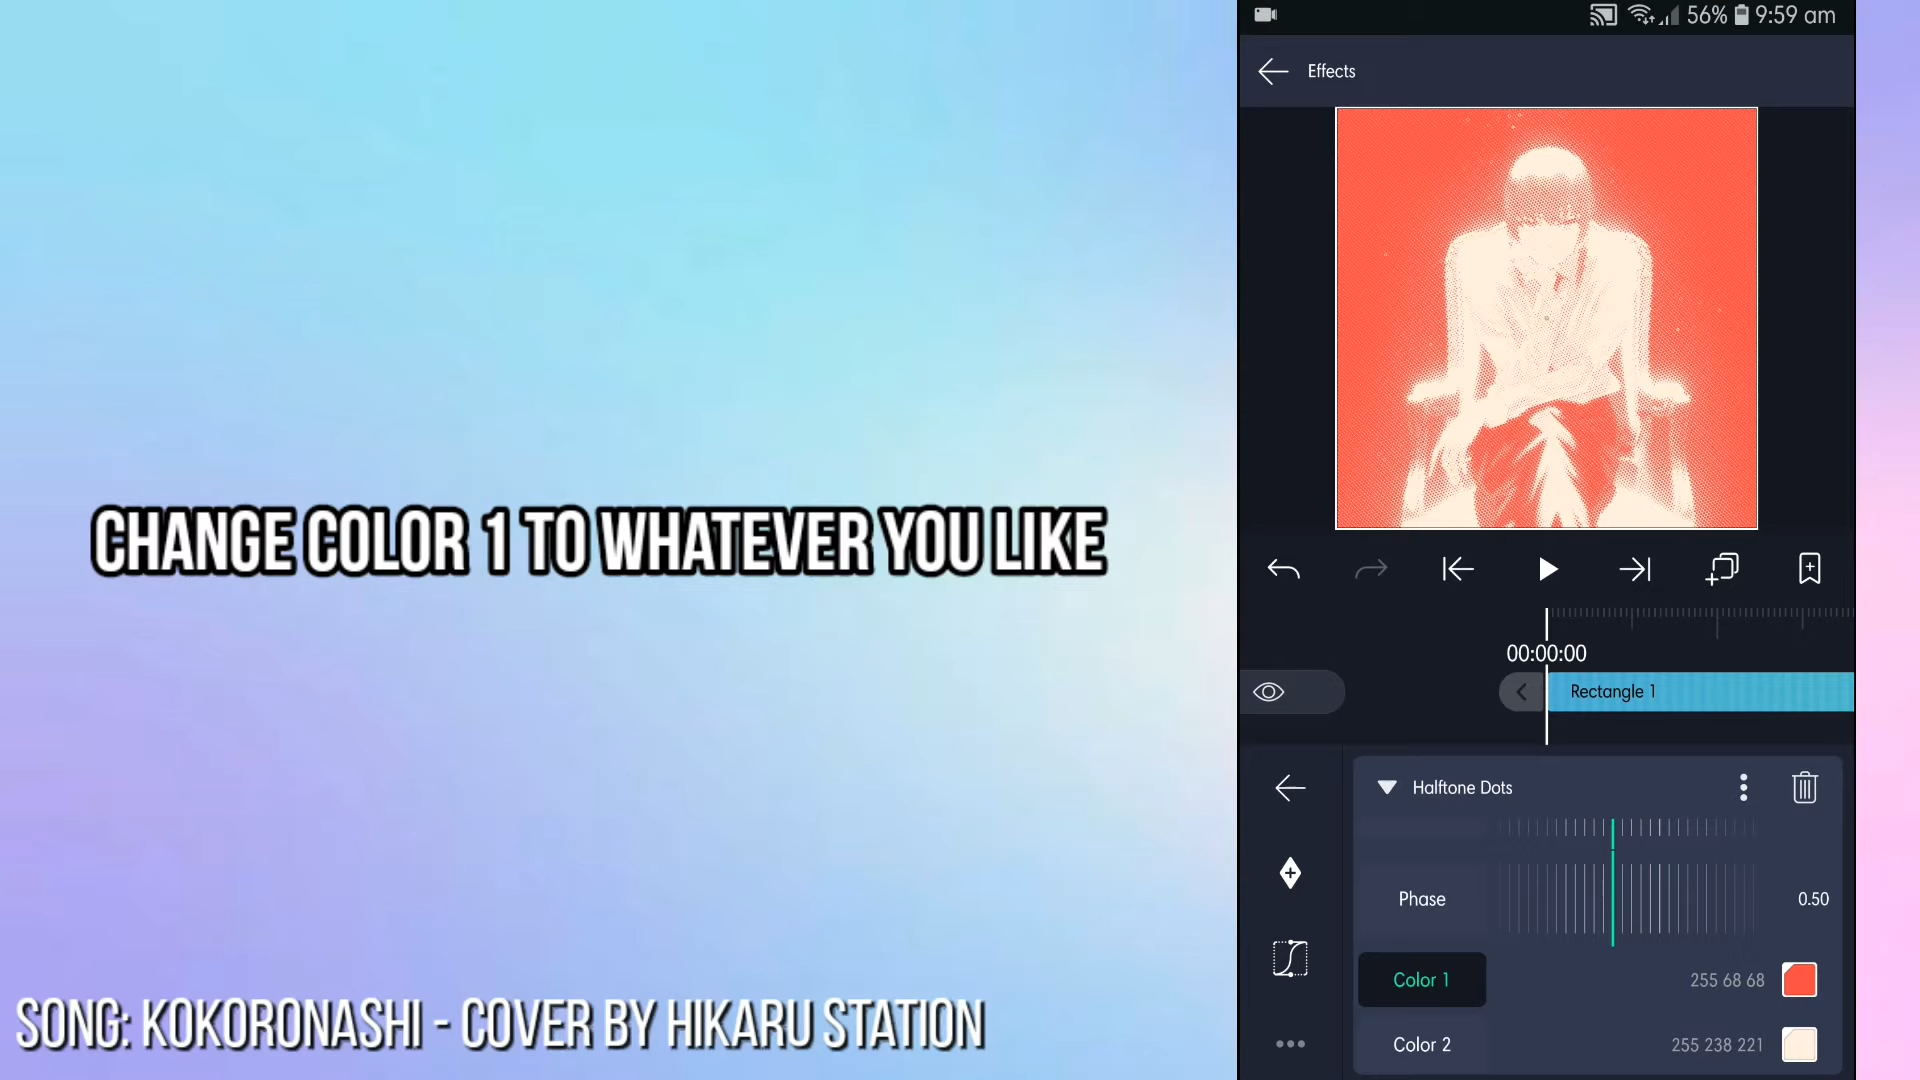 56% 9:59 am
Effects
CHANGE COLOR 1 TO WHATEVER YOU LIKE
00:00:00
Rectangle 1
Halftone Dots
Phase 0.50
Color 1 255 68 68
Color 2 255 238 221
SONG: KOKORONASHI - COVER BY HIKARU STATION